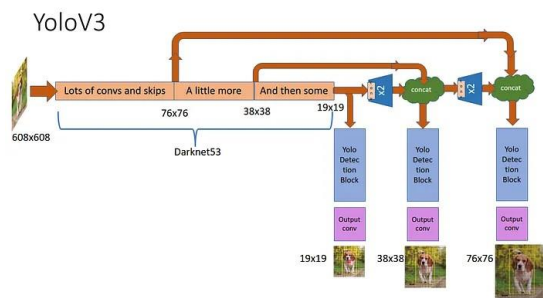 YoloV3
Lots of convs and skips
A little more
And then some
x2
concat
x2
concat
608x608
76x76
38x38
19x19
Darknet53
Yolo
Detec
tion
Block
Yolo
Detec
tion
Block
Yolo
Detec
tion
Block
Output
conv
Output
conv
Output
conv
19x19
38x38
76x76